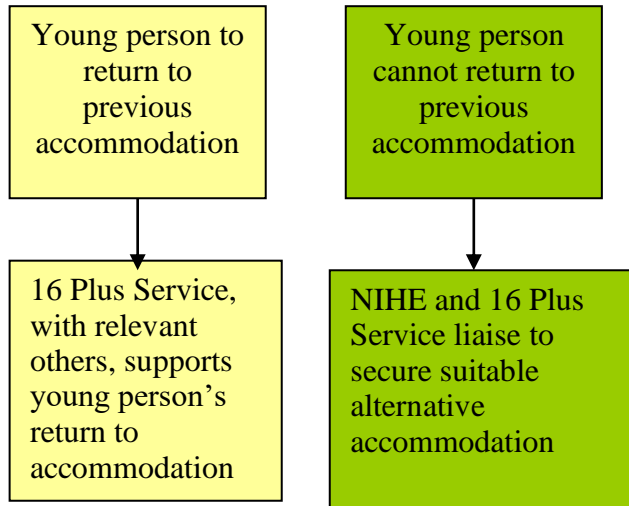 Young person to
return to
previous
accommodation
Young person
cannot return to
previous
accommodation
16 Plus Service,
with relevant
others, supports
young person’s
return to
accommodation
NIHE and 16 Plus
Service liaise to
secure suitable
alternative
accommodation